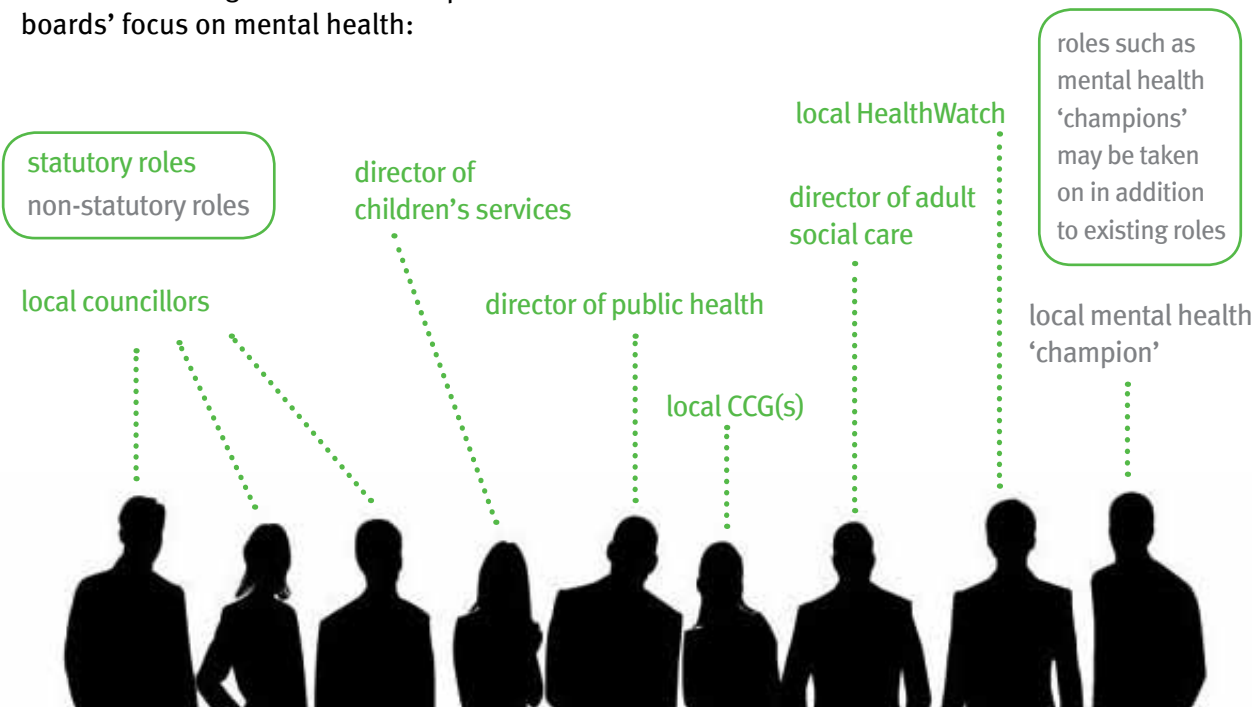 boards’ focus on mental health:
roles such as
mental health
‘champions’
may be taken
on in addition
to existing roles
statutory roles
non-statutory roles
local councillors
director of
children’s services
director of public health
local CCG(s)
local HealthWatch
director of adult
social care
local mental health
‘champion’